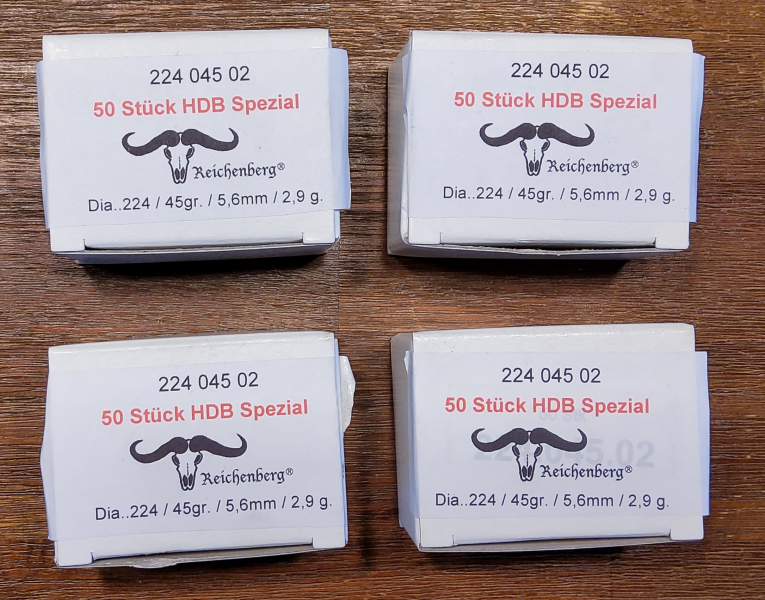 224 045 02
50 Stück HDB Spezial
Reichenberg®
Dia..224 / 45gr. / 5,6mm / 2,9 g.
224 045 02
50 Stück HDB Spezial
Reichenberg®
Dia..224 / 45gr. / 5,6mm / 2,9 g.
224 045 02
50 Stück HDB Spezial
Reichenberg®
Dia..224 / 45gr. / 5,6mm / 2,9 g.
224 045 02
50 Stück HDB Spezial
Reichenberg®
Dia..224 / 45gr. / 5,6mm / 2,9 g.